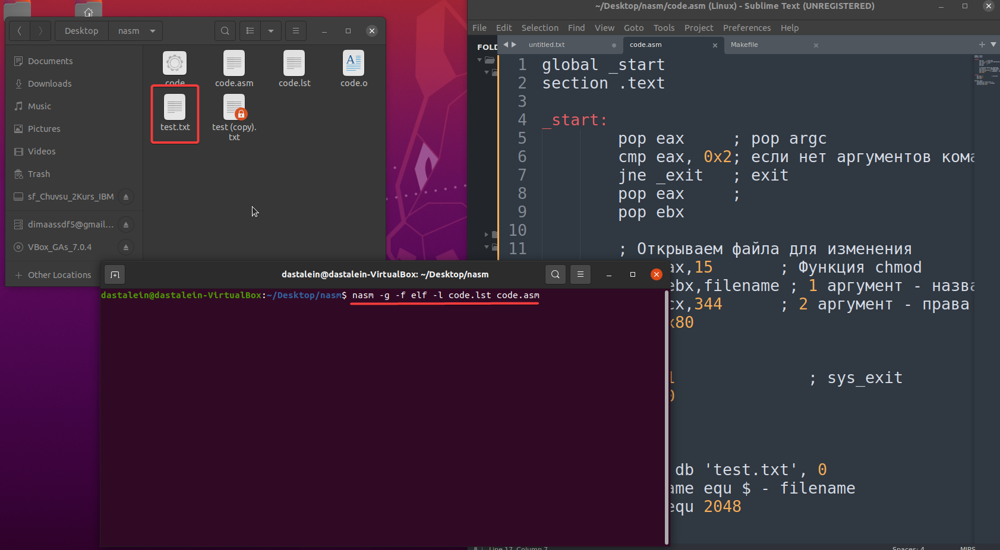 Desktop
nasm
Documents
Downloads
Music
Pictures
Videos
Trash
sf_Chuvsu_2Kurs_IBM
dimaassdf5@gmail...
VBox_GAs_7.0.4
+ Other Locations
code
code.asm
code.lst
code.o
test.txt
test (copy).
txt
~/Desktop/nasm/code.asm (Linux) - Sublime Text (UNREGISTERED)
File Edit Selection Find View Goto Tools Project Preferences Help
FOLD
untitled.txt
code.asm
Makefile
1 global _start
2 section .text
3
4 _start:
5 pop eax ; pop argc
6 cmp eax, 0x2; если нет аргументов кома
7 jne _exit ; exit
8 pop eax ;
9 pop ebx
10
11 ; Открываем файла для изменения
ax,15 ; Функция chmod
ebx,filename ; 1 аргумент - назва
cx,344 ; 2 аргумент - права
x80
1 ; sys_exit
0
db 'test.txt', 0
ame equ $ - filename
equ 2048
Line 17, Column 7
Spaces: 4
MIPS
dastalein@dastalein-VirtualBox: ~/Desktop/nasm
dastalein@dastalein-VirtualBox:~/Desktop/nasm$ nasm -g -f elf -l code.lst code.asm